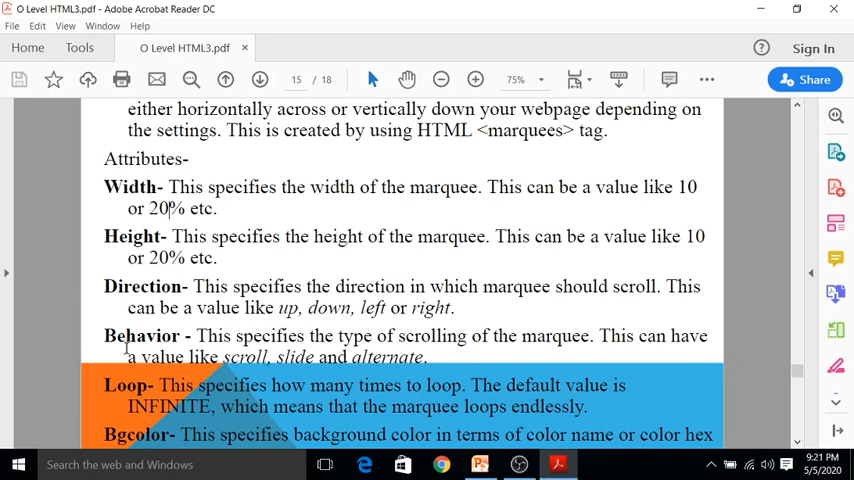 O Level HTML3.pdf - Adobe Acrobat Reader DC
File Edit View Window Help
Home Tools O Level HTML3.pdf × Sign In
15 / 18 75% Share
either horizontally across or vertically down your webpage depending on
the settings. This is created by using HTML <marquees> tag.
Attributes-
Width- This specifies the width of the marquee. This can be a value like 10
or 20% etc.
Height- This specifies the height of the marquee. This can be a value like 10
or 20% etc.
Direction- This specifies the direction in which marquee should scroll. This
can be a value like up, down, left or right.
Behavior - This specifies the type of scrolling of the marquee. This can have
a value like scroll, slide and alternate.
Loop- This specifies how many times to loop. The default value is
INFINITE, which means that the marquee loops endlessly.
Bgcolor- This specifies background color in terms of color name or color hex
Search the web and Windows
9:21 PM
5/5/2020